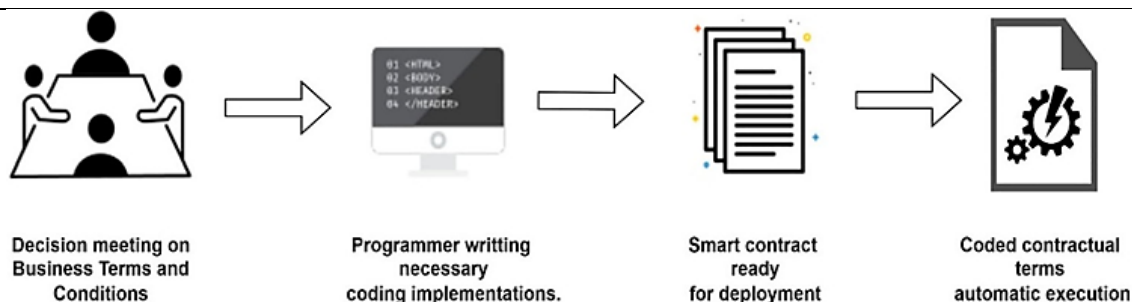 01 <HTML>
02 <BODY>
03 <HEADER>
04 </HEADER>
Decision meeting on
Business Terms and
Conditions
Programmer writting
necessary
coding implementations.
Smart contract
ready
for deployment
Coded contractual
terms
automatic execution